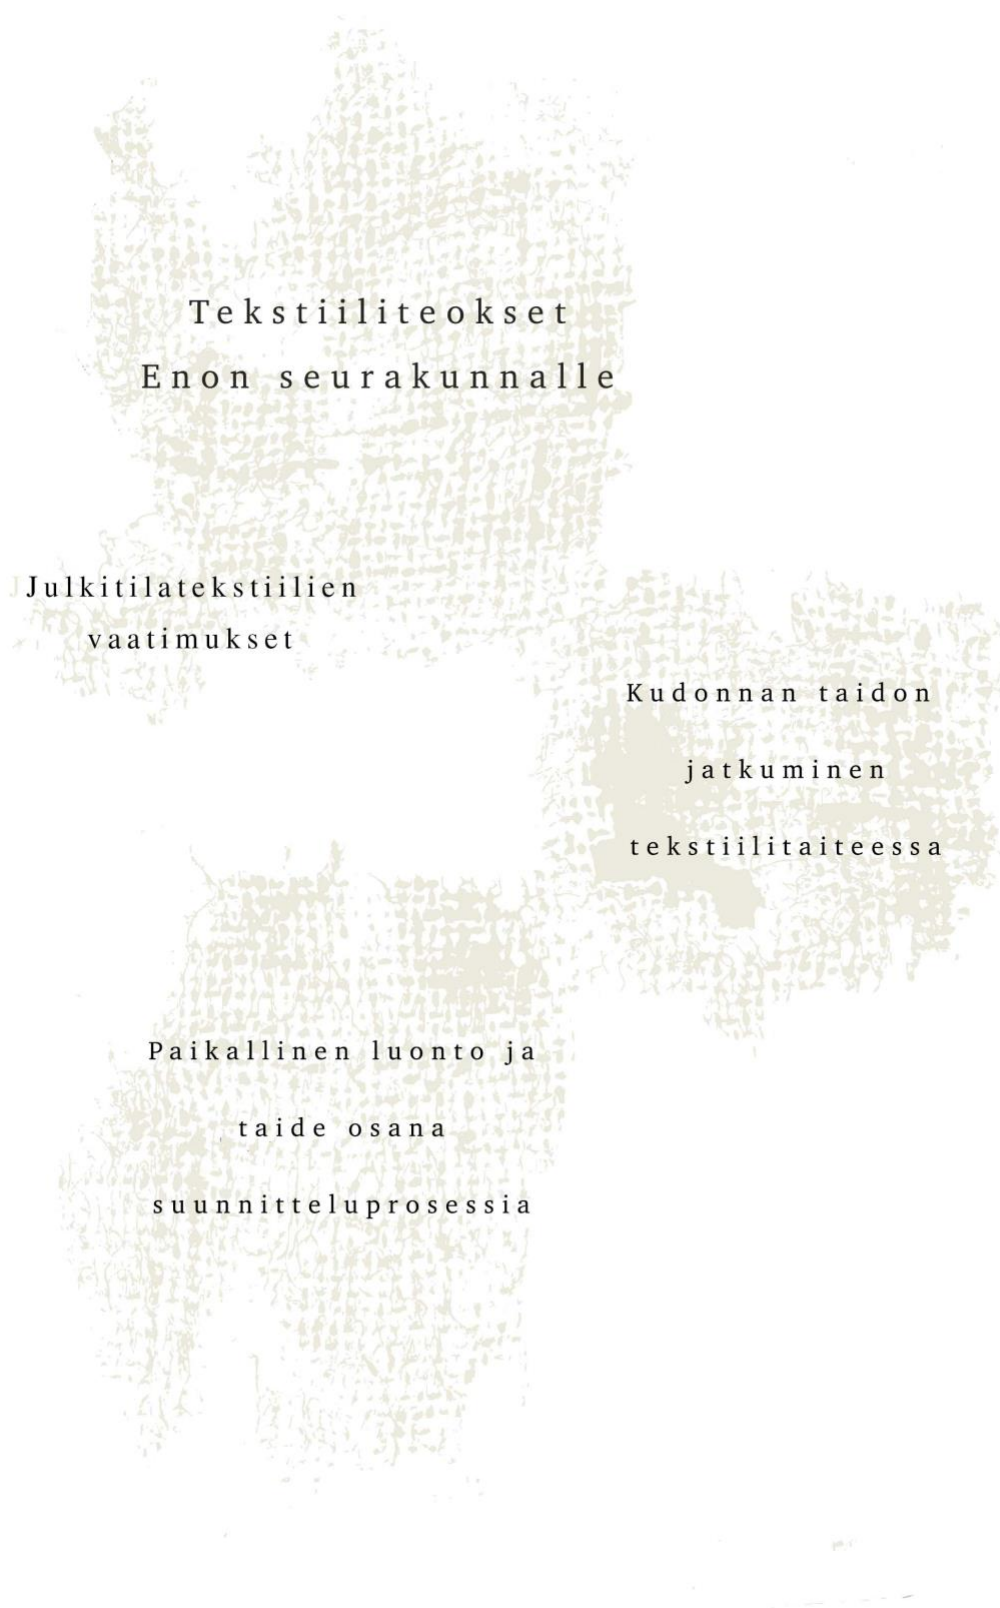 Tekstiiliteokset
Enon seurakunnalle
Julkitilatekstiilien
vaatimukset
Kudonnan taidon
jatkuminen
tekstiilitaiteessa
Paikallinen luonto ja
taide osana
suunnitteluprosessia